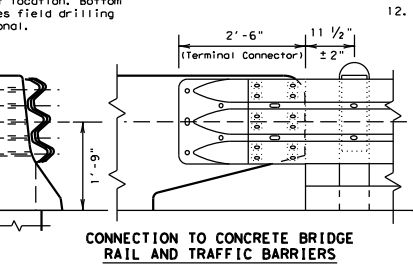 location. Bottom
es field drilling
onal.
12.
2'-6"
11 ½"
(Terminal Connector)
±2"
1'-9"
CONNECTION TO CONCRETE BRIDGE
RAIL AND TRAFFIC BARRIERS